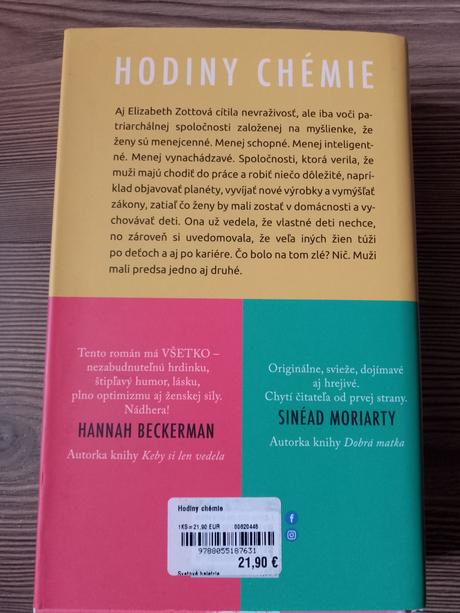 HODINY CHÉMIE
Aj Elizabeth Zottová cítila nevraživosť, ale iba voči pa-
triarchálnej spoločnosti založenej na myšlienke, že
ženy sú menejcenné. Menej schopné. Menej inteligent-
né. Menej vynachádzavé. Spoločnosti, ktorá verila, že
muži majú chodiť do práce a robiť niečo dôležité, naprí-
klad objavovať planéty, vyvíjať nové výrobky a vymýšľať
zákony, zatiaľ čo ženy by mali zostať v domácnosti a vy-
chovávať deti. Ona už vedela, že vlastné deti nechce,
no zároveň si uvedomovala, že veľa iných žien túži
po deťoch a aj po kariére. Čo bolo na tom zlé? Nič. Muži
mali predsa jedno aj druhé.
Tento román má VŠETKO –
nezabudnuteľnú hrdinku,
štipľavý humor, lásku,
plno optimizmu aj ženskej sily.
Nádhera!
HANNAH BECKERMAN
Autorka knihy Keby si len vedela
Originálne, svieže, dojímavé
aj hrejivé.
Chytí čitateľa od prvej strany.
SINÉAD MORIARTY
Autorka knihy Dobrá matka
Hodiny chémie
1KS = 21,90 EUR 00620446
9788055187631
21,90 €
Svetová beletria